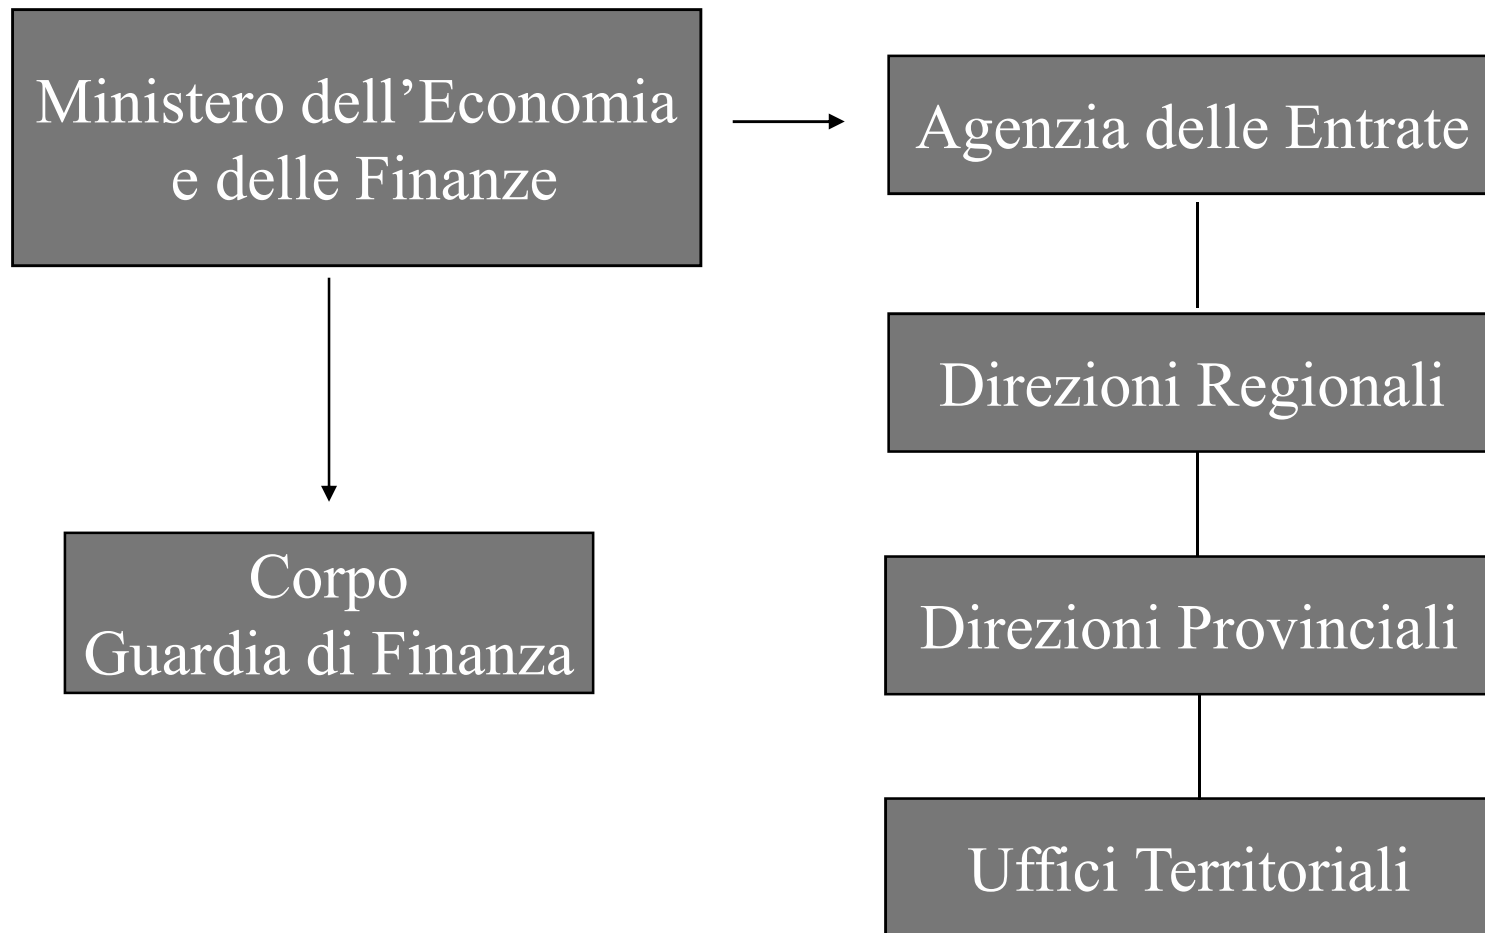 Ministero dell’Economia
e delle Finanze
Agenzia delle Entrate
Direzioni Regionali
Corpo
Guardia di Finanza
Direzioni Provinciali
Uffici Territoriali